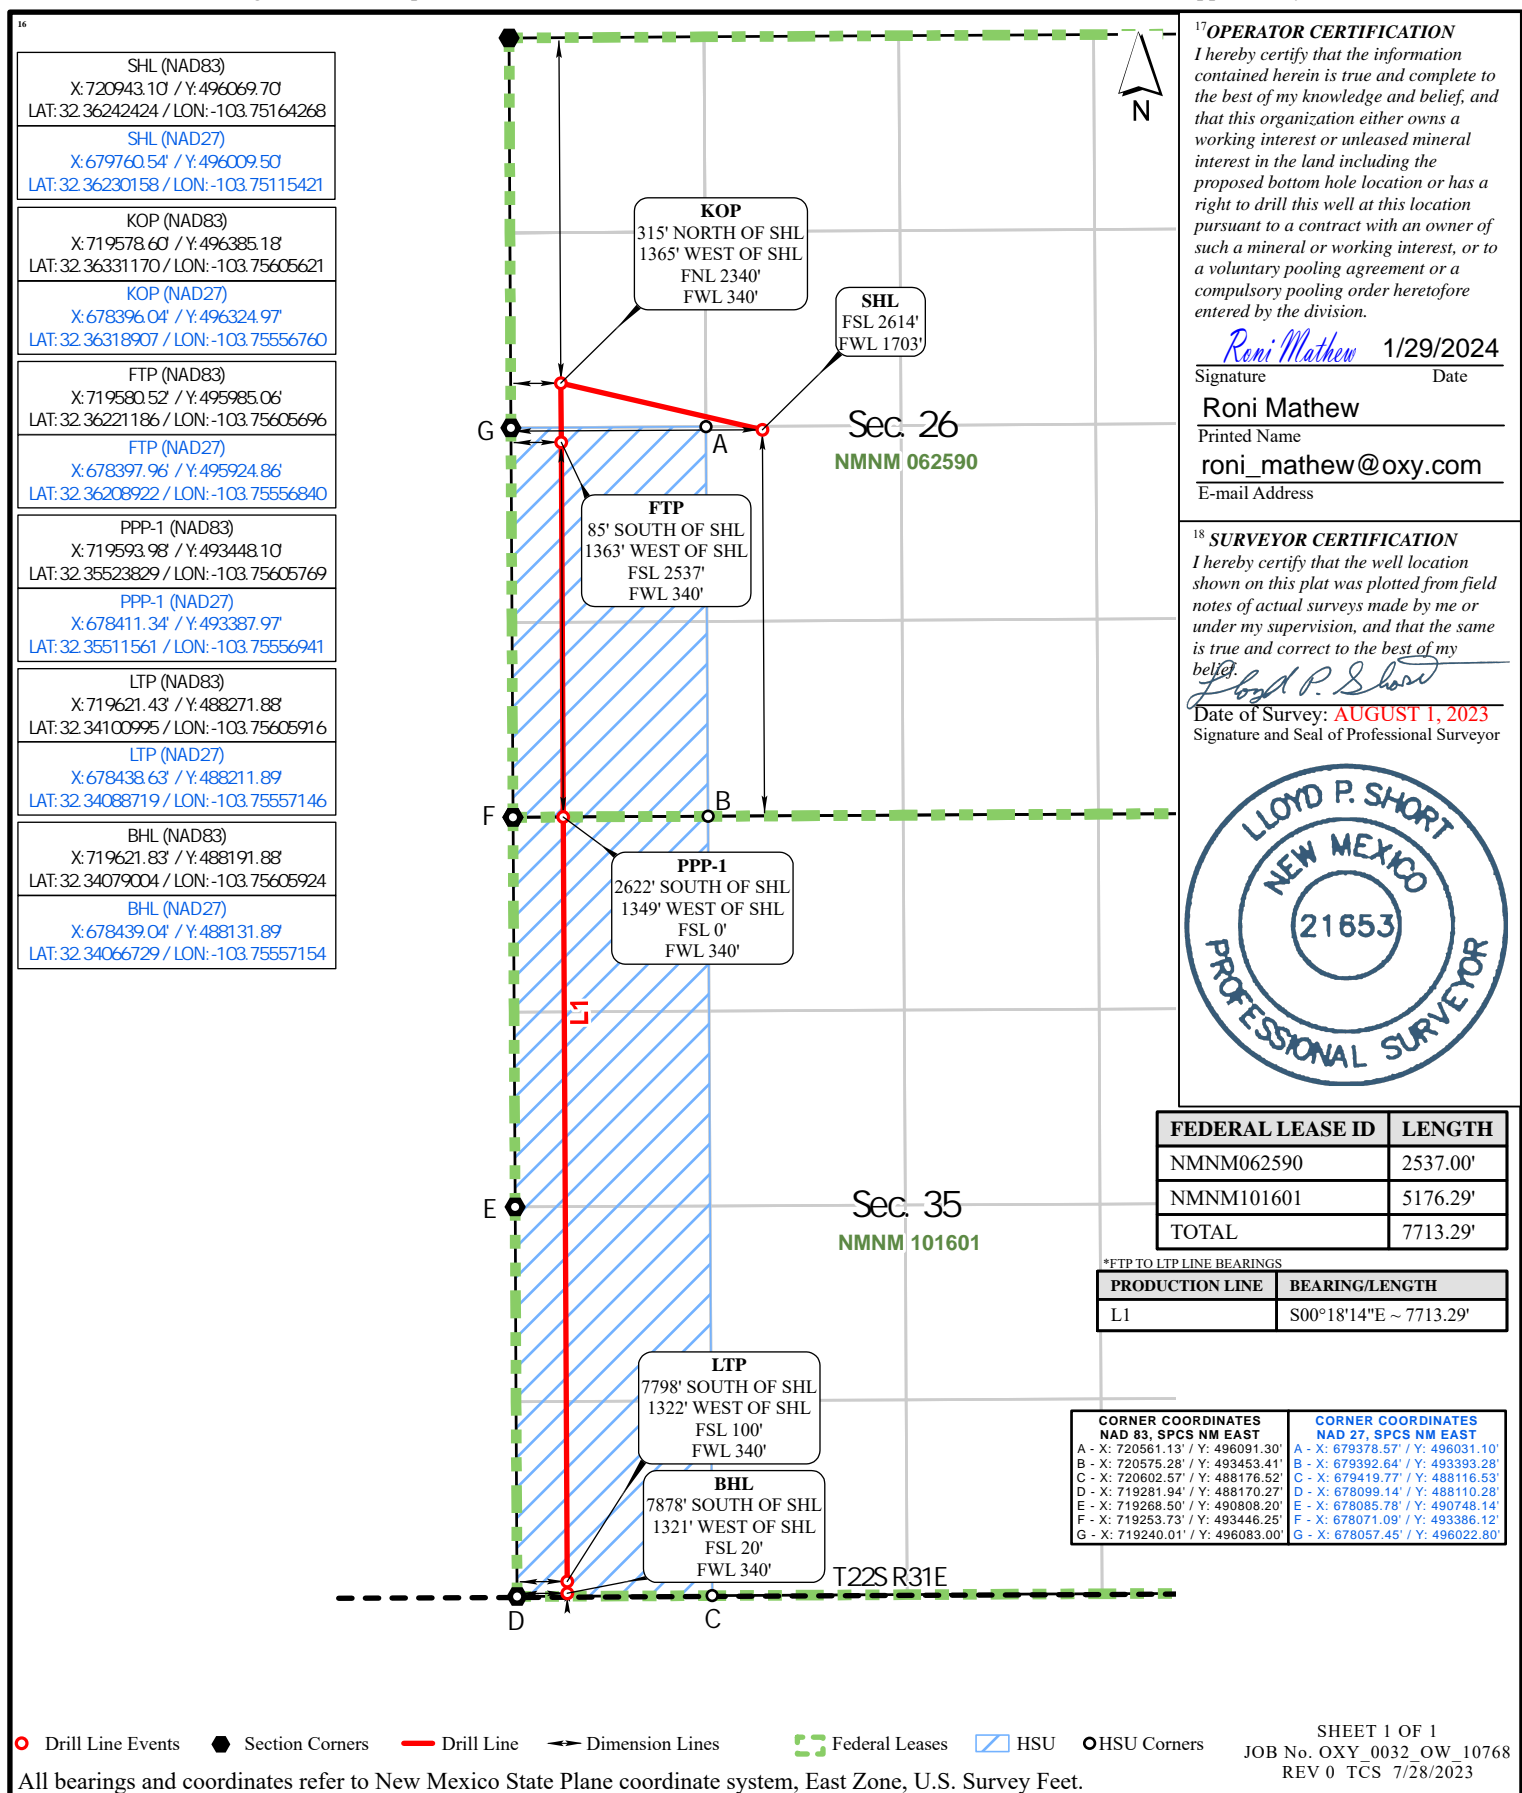 16
SHL (NAD83)
X:720943.10' / Y:496069.70'
LAT:32.36242424 / LON:-103.75164268
SHL (NAD27)
X:679760.54' / Y:496009.50'
LAT:32.36230158 / LON:-103.75115421
KOP (NAD83)
X:719578.60' / Y:496385.18'
LAT:32.36331170 / LON:-103.75605621
KOP (NAD27)
X:678396.04' / Y:496324.97'
LAT:32.36318907 / LON:-103.75556760
FTP (NAD83)
X:719580.52' / Y:495985.06'
LAT:32.36221186 / LON:-103.75605696
FTP (NAD27)
X:678397.96' / Y:495924.86'
LAT:32.36208922 / LON:-103.75556840
PPP-1 (NAD83)
X:719593.98' / Y:493448.10'
LAT:32.35523829 / LON:-103.75605769
PPP-1 (NAD27)
X:678411.34' / Y:493387.97'
LAT:32.35511561 / LON:-103.75556941
LTP (NAD83)
X:719621.43' / Y:488271.88'
LAT:32.34100995 / LON:-103.75605916
LTP (NAD27)
X:678438.63' / Y:488211.89'
LAT:32.34088719 / LON:-103.75557146
BHL (NAD83)
X:719621.83' / Y:488191.88'
LAT:32.34079004 / LON:-103.75605924
BHL (NAD27)
X:678439.04' / Y:488131.89'
LAT:32.34066729 / LON:-103.75557154
N
KOP
315' NORTH OF SHL
1365' WEST OF SHL
FNL 2340'
FWL 340'
SHL
FSL 2614'
FWL 1703'
G
A
Sec. 26
NMNM 062590
FTP
85' SOUTH OF SHL
1363' WEST OF SHL
FSL 2537'
FWL 340'
F
B
PPP-1
2622' SOUTH OF SHL
1349' WEST OF SHL
FSL 0'
FWL 340'
L1
E
Sec. 35
NMNM 101601
LTP
7798' SOUTH OF SHL
1322' WEST OF SHL
FSL 100'
FWL 340'
BHL
7878' SOUTH OF SHL
1321' WEST OF SHL
FSL 20'
FWL 340'
T22S R31E
D
C
17 OPERATOR CERTIFICATION
I hereby certify that the information
contained herein is true and complete to
the best of my knowledge and belief, and
that this organization either owns a
working interest or unleased mineral
interest in the land including the
proposed bottom hole location or has a
right to drill this well at this location
pursuant to a contract with an owner of
such a mineral or working interest, or to
a voluntary pooling agreement or a
compulsory pooling order heretofore
entered by the division.
Roni Mathew 1/29/2024
Signature Date
Roni Mathew
Printed Name
roni_mathew@oxy.com
E-mail Address
18 SURVEYOR CERTIFICATION
I hereby certify that the well location
shown on this plat was plotted from field
notes of actual surveys made by me or
under my supervision, and that the same
is true and correct to the best of my
belief.
Lloyd P. Short
Date of Survey: AUGUST 1, 2023
Signature and Seal of Professional Surveyor
LLOYD P. SHORT
NEW MEXICO
21653
PROFESSIONAL SURVEYOR
FEDERAL LEASE ID LENGTH
NMNM062590 2537.00'
NMNM101601 5176.29'
TOTAL 7713.29'
*FTP TO LTP LINE BEARINGS
PRODUCTION LINE BEARING/LENGTH
L1 S00°18'14"E ~ 7713.29'
CORNER COORDINATES
NAD 83, SPCS NM EAST
A - X: 720561.13' / Y: 496091.30'
B - X: 720575.28' / Y: 493453.41'
C - X: 720602.57' / Y: 488176.52'
D - X: 719281.94' / Y: 488170.27'
E - X: 719268.50' / Y: 490808.20'
F - X: 719253.73' / Y: 493446.25'
G - X: 719240.01' / Y: 496083.00'
CORNER COORDINATES
NAD 27, SPCS NM EAST
A - X: 679378.57' / Y: 496031.10'
B - X: 679392.64' / Y: 493393.28'
C - X: 679419.77' / Y: 488116.53'
D - X: 678099.14' / Y: 488110.28'
E - X: 678085.78' / Y: 490748.14'
F - X: 678071.09' / Y: 493386.12'
G - X: 678057.45' / Y: 496022.80'
Drill Line Events Section Corners Drill Line Dimension Lines Federal Leases HSU HSU Corners
All bearings and coordinates refer to New Mexico State Plane coordinate system, East Zone, U.S. Survey Feet.
SHEET 1 OF 1
JOB No. OXY_0032_OW_10768
REV 0 TCS 7/28/2023